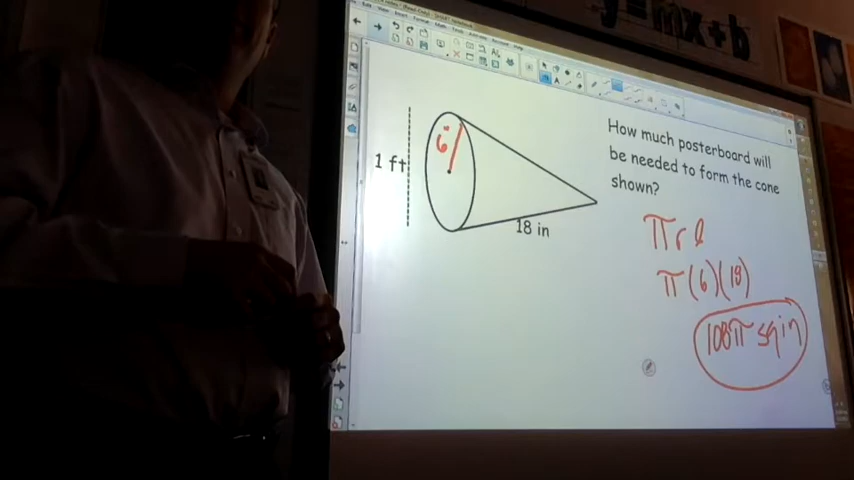 y=mx+b
How much posterboard will
be needed to form the cone
shown?
6"
1 ft
18 in
πrl
π(6)(18)
108π sq in